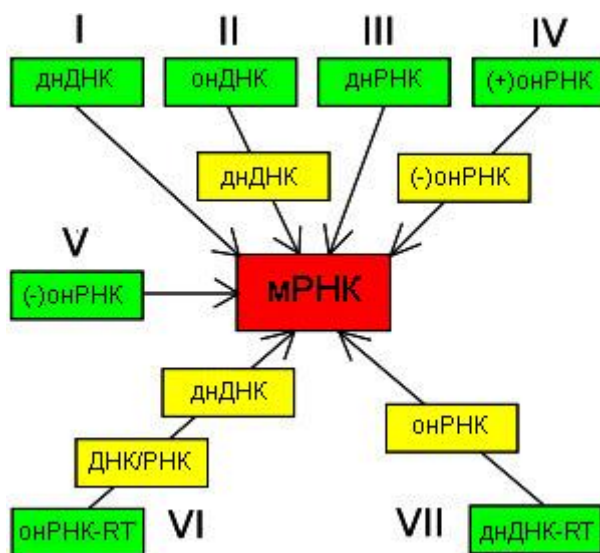 I II III IV
днДНК онДНК днРНК (+)онРНК
днДНК (-)онРНК
V
(-)онРНК мРНК
днДНК
онРНК
ДНК/РНК
онРНК-RT VI VII днДНК-RT